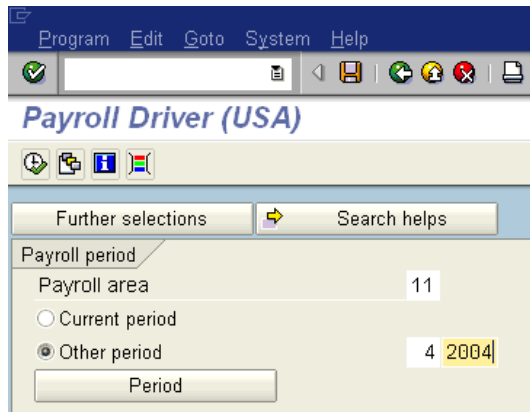 Program Edit Goto System Help
Payroll Driver (USA)
Further selections Search helps
Payroll period
Payroll area 11
Current period
Other period 4 2004
Period